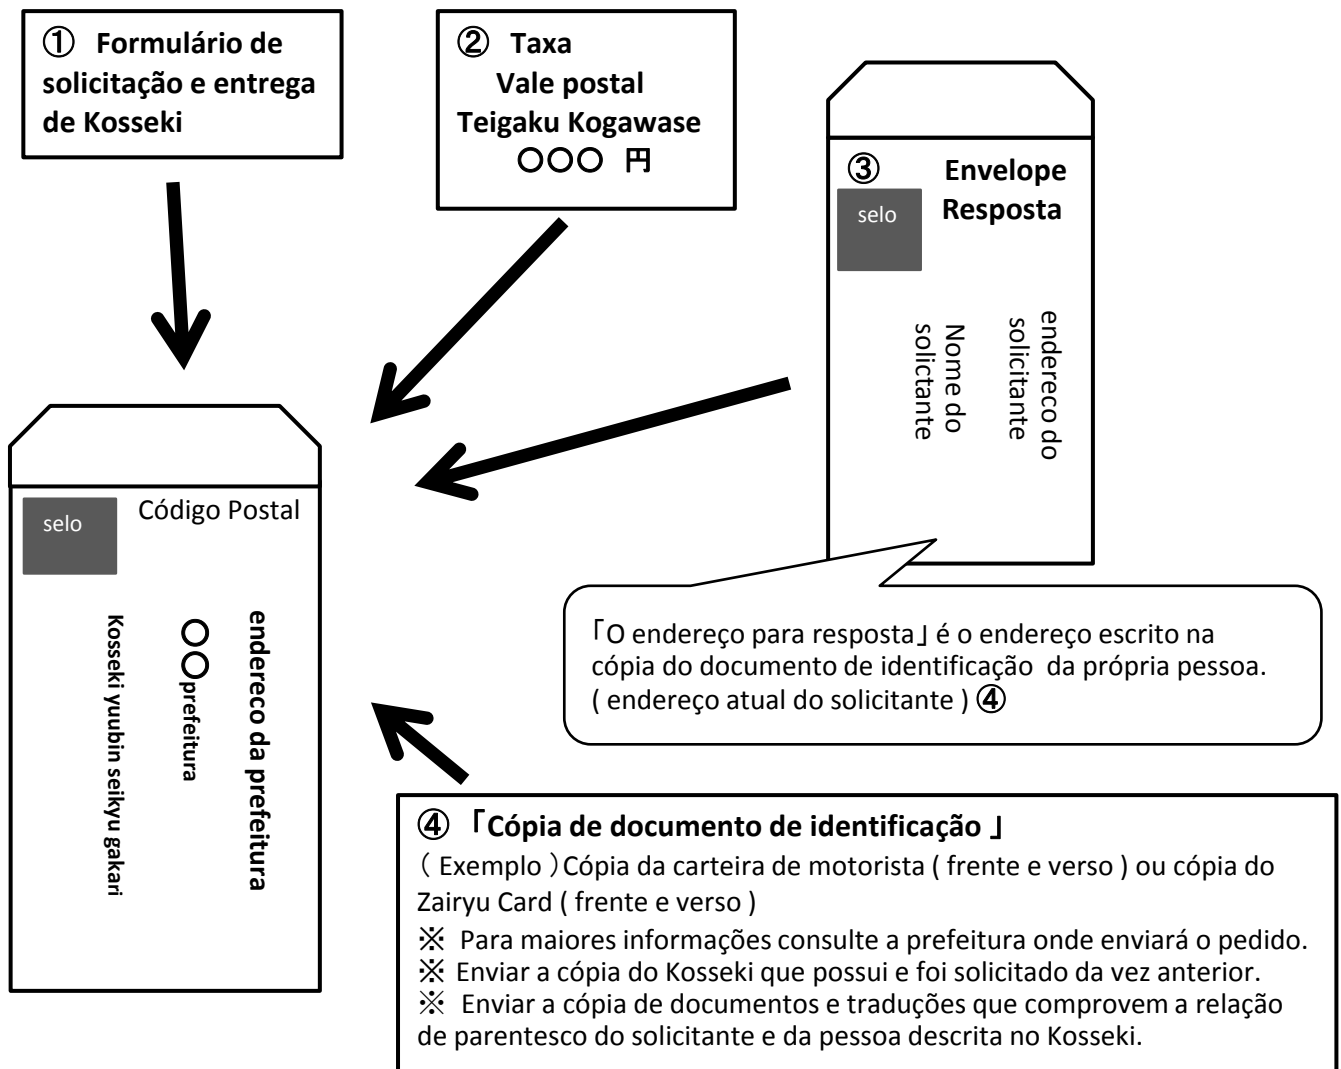 ① Formulário de
solicitação e entrega
de Kosseki
② Taxa
Vale postal
Teigaku Kogawase
〇〇〇 円
③ Envelope
Resposta
selo
endereco do
solicitante
Nome do
solictante
selo
Código Postal
endereco da prefeitura
〇〇prefeitura
Kosseki yuubin seikyu gakari
「O endereço para resposta」 é o endereço escrito na
cópia do documento de identificação da própria pessoa.
( endereço atual do solicitante ) ④
④ 「Cópia de documento de identificação 」
（ Exemplo ）Cópia da carteira de motorista ( frente e verso ) ou cópia do
Zairyu Card ( frente e verso )
※ Para maiores informações consulte a prefeitura onde enviará o pedido.
※ Enviar a cópia do Kosseki que possui e foi solicitado da vez anterior.
※ Enviar a cópia de documentos e traduções que comprovem a relação
de parentesco do solicitante e da pessoa descrita no Kosseki.